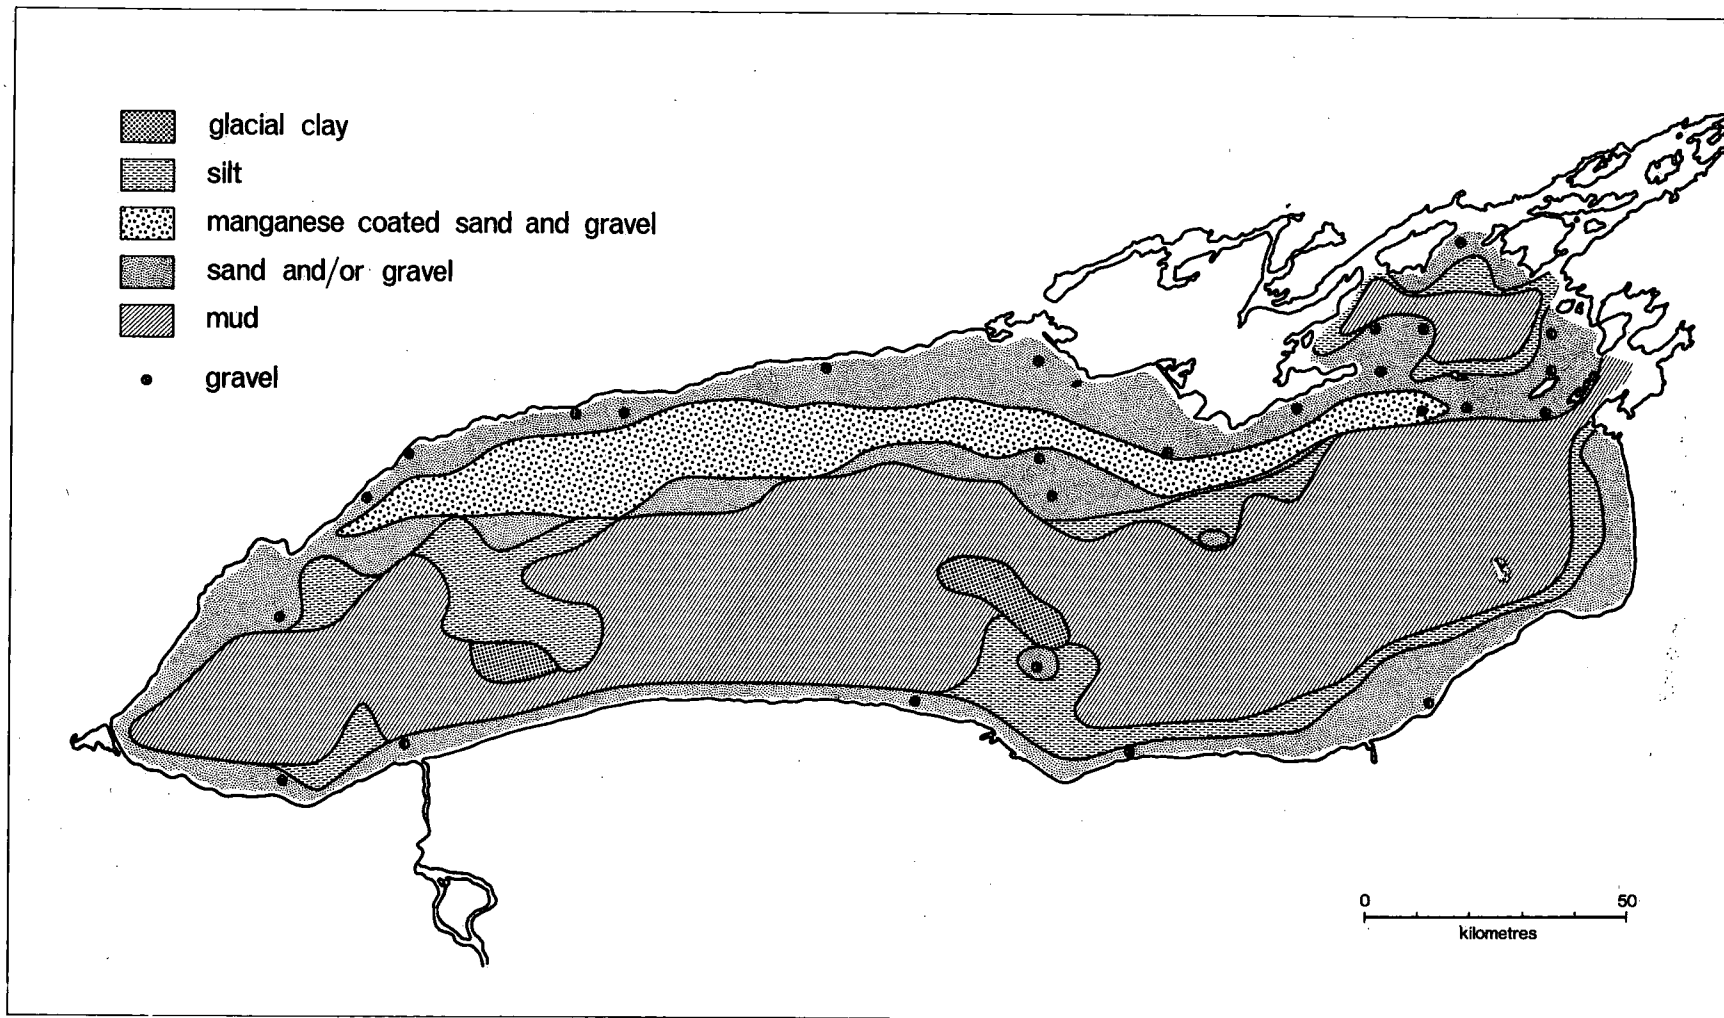 glacial clay
silt
manganese coated sand and gravel
sand and/or gravel
mud
gravel
0 50
kilometres